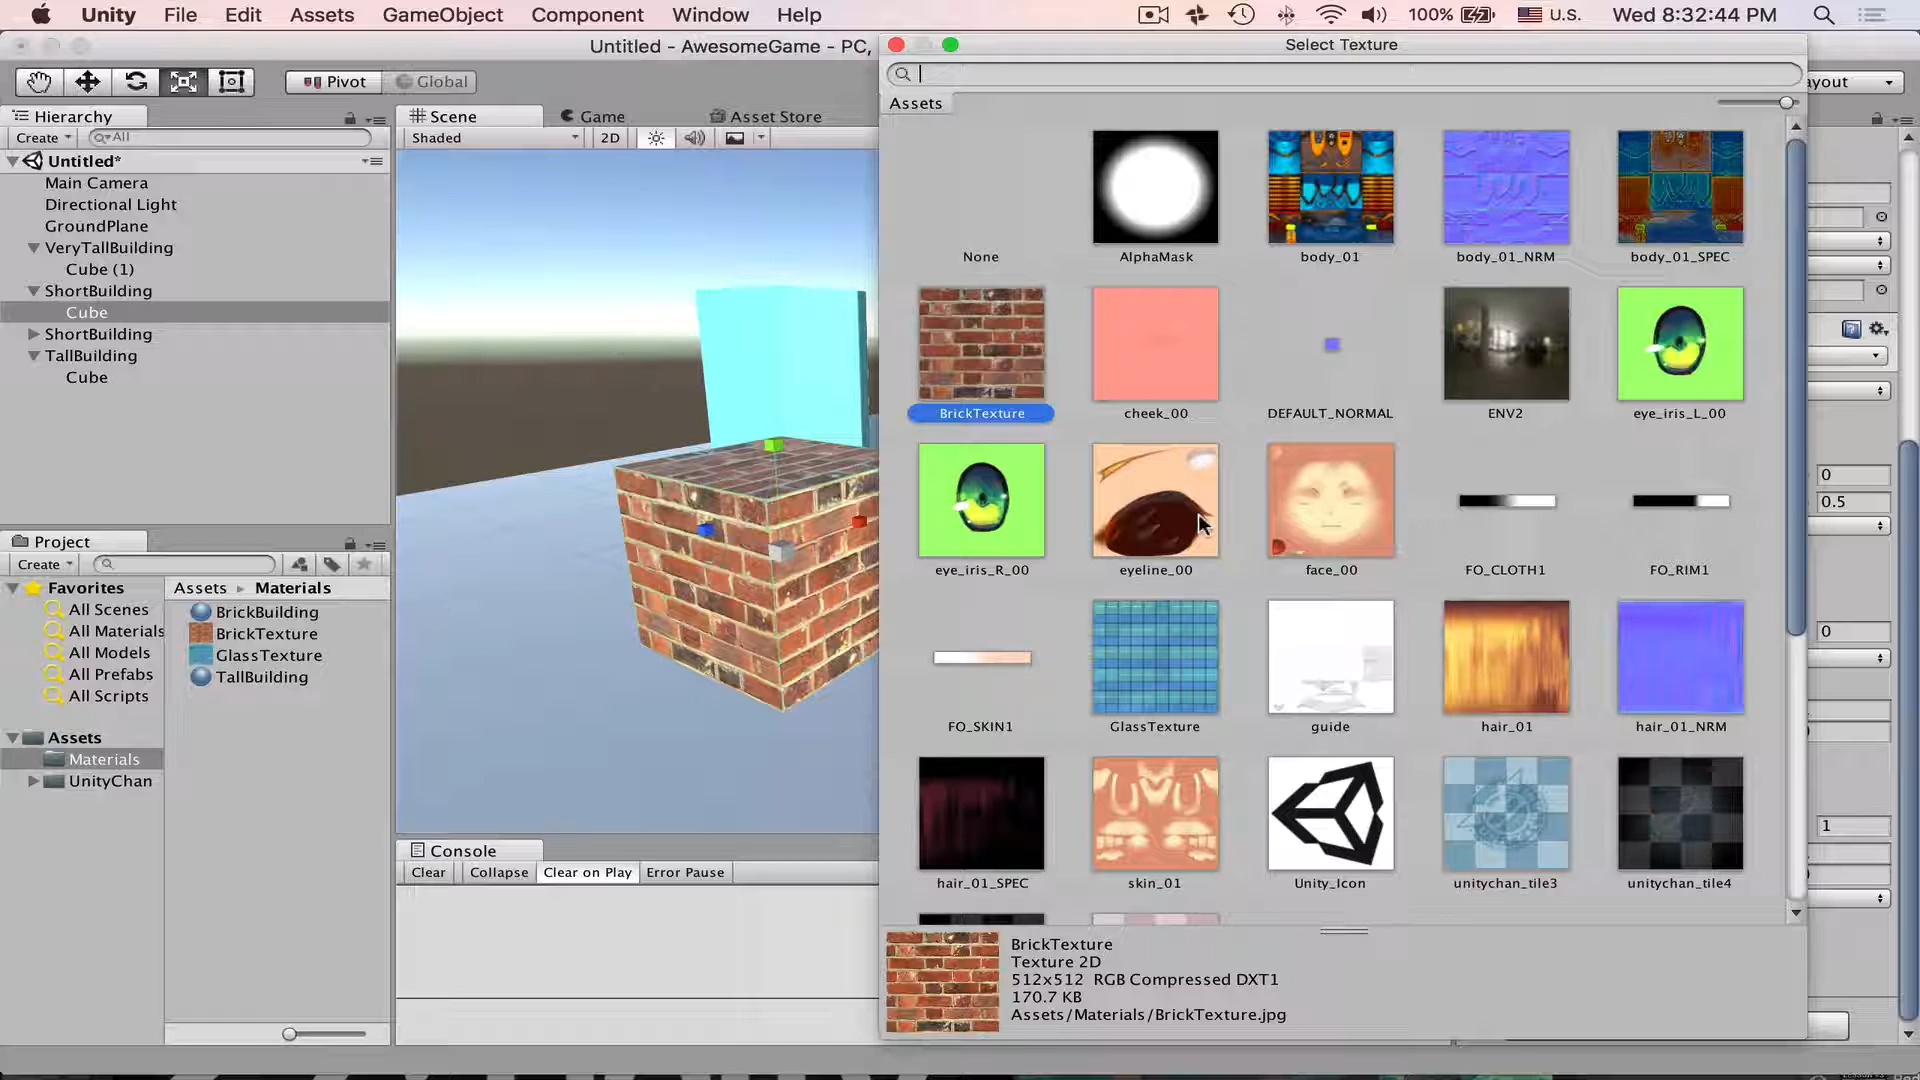 Unity File Edit Assets GameObject Component Window Help 100% U.S. Wed 8:32:44 PM
Untitled - AwesomeGame - PC,
Select Texture
Pivot Global
ayout
Assets
Hierarchy
Create All
Untitled*
Main Camera
Directional Light
GroundPlane
VeryTallBuilding
Cube (1)
ShortBuilding
Cube
ShortBuilding
TallBuilding
Cube
Scene Game Asset Store
Shaded 2D
None AlphaMask body_01 body_01_NRM body_01_SPEC
BrickTexture cheek_00 DEFAULT_NORMAL ENV2 eye_iris_L_00
eye_iris_R_00 eyeline_00 face_00 FO_CLOTH1 FO_RIM1
FO_SKIN1 GlassTexture guide hair_01 hair_01_NRM
hair_01_SPEC skin_01 Unity_Icon unitychan_tile3 unitychan_tile4
BrickTexture
Texture 2D
512x512 RGB Compressed DXT1
170.7 KB
Assets/Materials/BrickTexture.jpg
0
0.5
0
1
Project
Create
Favorites
All Scenes
All Materials
All Models
All Prefabs
All Scripts
Assets
Materials
UnityChan
Assets Materials
BrickBuilding
BrickTexture
GlassTexture
TallBuilding
Console
Clear Collapse Clear on Play Error Pause